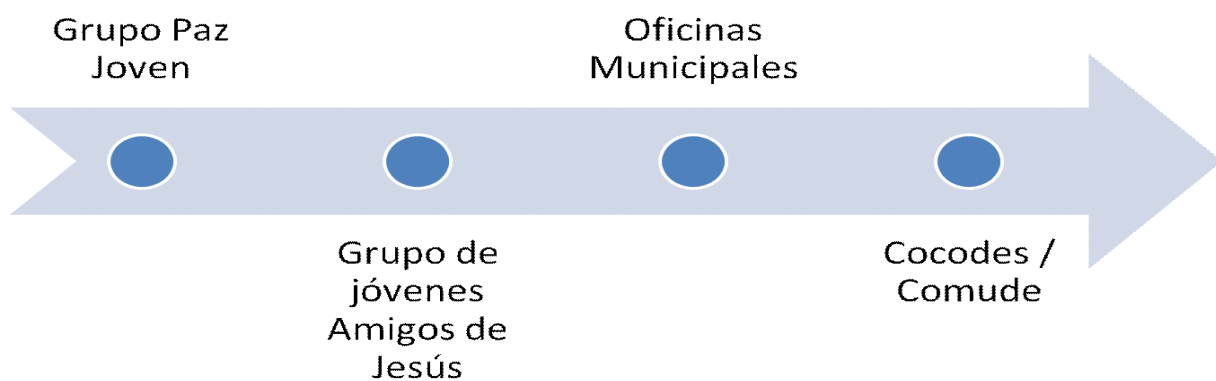 Grupo Paz
Joven
Grupo de
jóvenes
Amigos de
Jesús
Oficinas
Municipales
Cocodes /
Comude